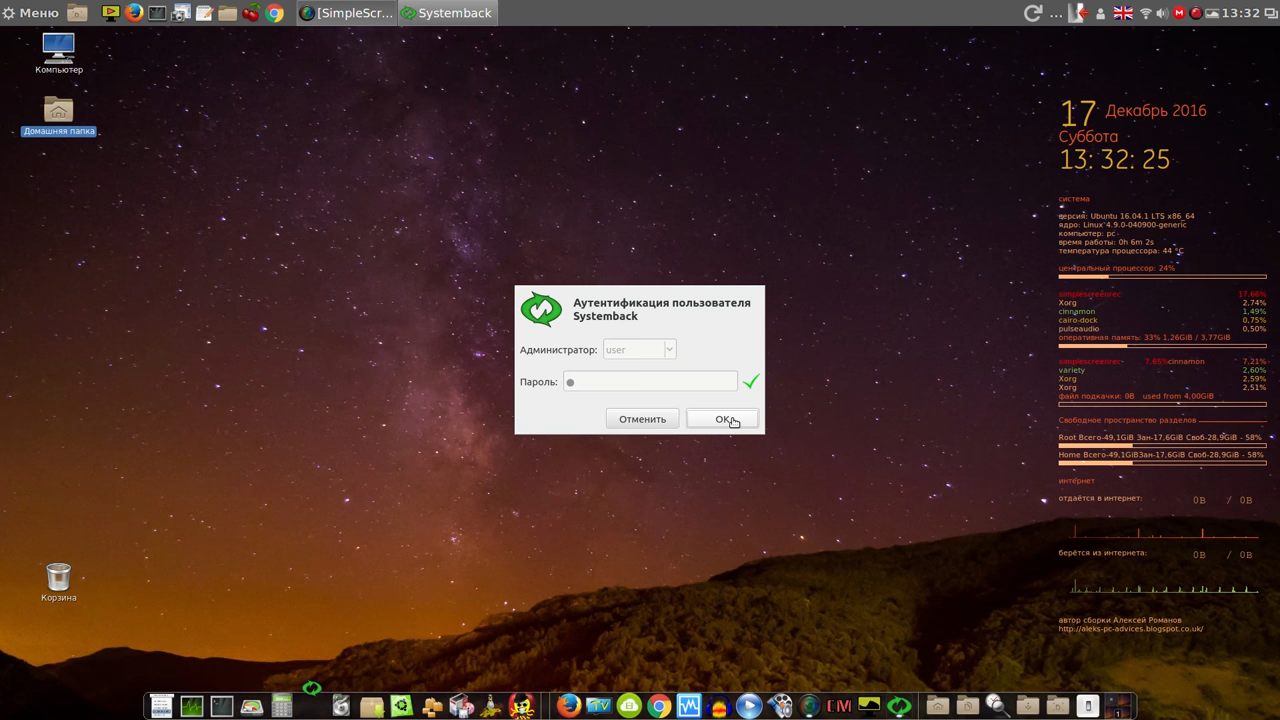 Меню
[SimpleScr...
Systemback
...
13:32
Компьютер
Домашняя папка
17 Декабрь 2016
Суббота
13: 32: 25
система
версия: Ubuntu 16.04.1 LTS x86_64
ядро: Linux 4.9.0-040900-generic
компьютер: pc
время работы: 0h 6m 2s
температура процессора: 44 °C
центральный процессор: 24%
simplescreenrec 17,66%
Xorg 2,74%
cinnamon 1,49%
cairo-dock 0,75%
pulseaudio 0,50%
оперативная память: 33% 1,26GiB / 3,77GiB
simplescreenrec 7,65% cinnamon 7,21%
variety 2,60%
Xorg 2,59%
Xorg 2,51%
файл подкачки: 0B used from 4,00GiB
Свободное пространство разделов
Root Всего-49,1GiB Зан-17,6GiB Своб-28,9GiB - 58%
Home Всего-49,1GiBЗан-17,6GiB Своб-28,9GiB - 58%
интернет
отдаётся в интернет: 0B / 0B
берётся из интернета: 0B / 0B
автор сборки Алексей Романов
http://aleks-pc-advices.blogspot.co.uk/
Аутентификация пользователя
Systemback
Администратор: user
Пароль:
Отменить
OK
Корзина